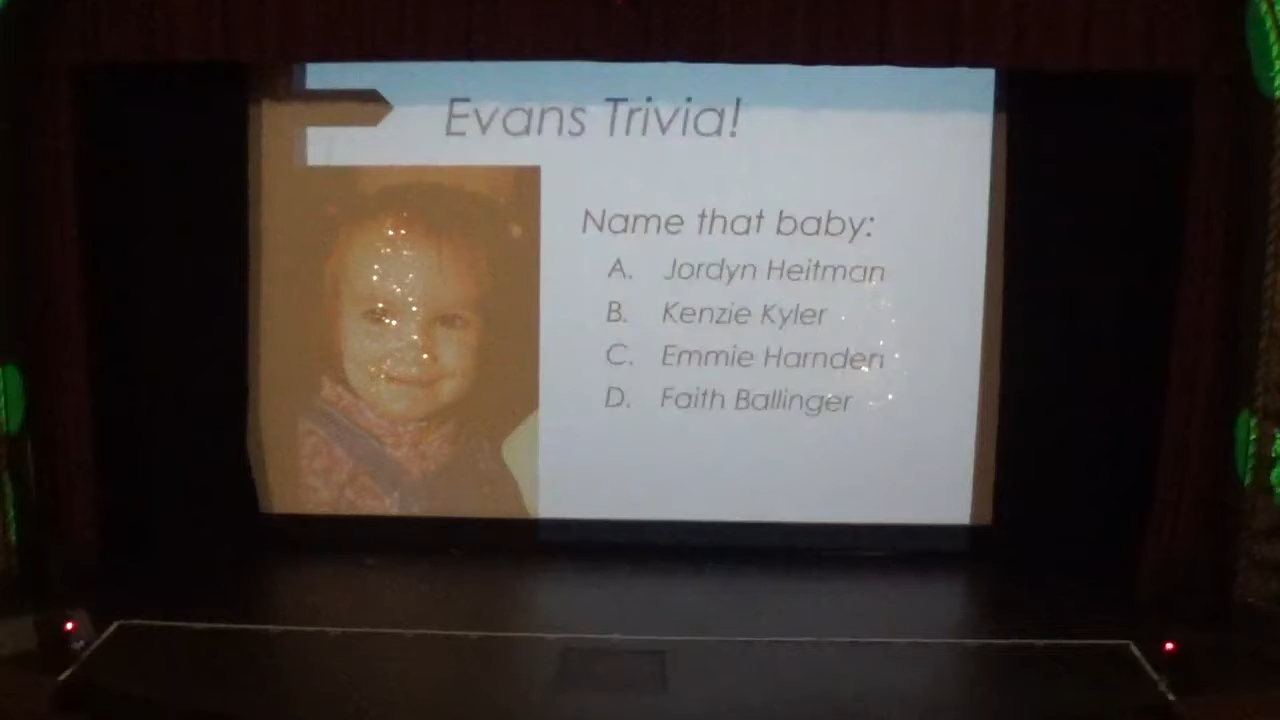 Evans Trivia!
Name that baby:
A. Jordyn Heitman
B. Kenzie Kyler
C. Emmie Harnden
D. Faith Ballinger